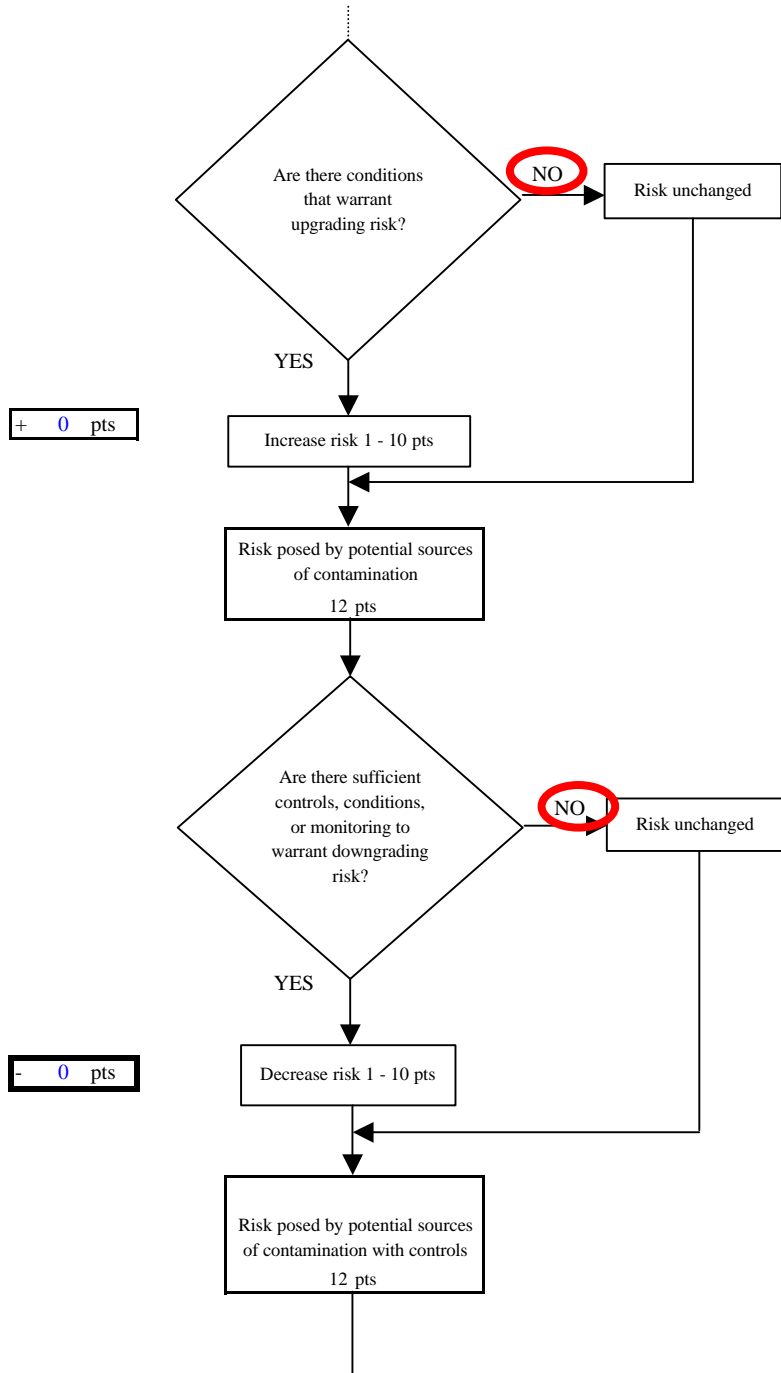 Are there conditions
that warrant
upgrading risk?
NO
Risk unchanged
YES
+ 0 pts
Increase risk 1 - 10 pts
Risk posed by potential sources
of contamination
12 pts
Are there sufficient
controls, conditions,
or monitoring to
warrant downgrading
risk?
NO
Risk unchanged
YES
- 0 pts
Decrease risk 1 - 10 pts
Risk posed by potential sources
of contamination with controls
12 pts